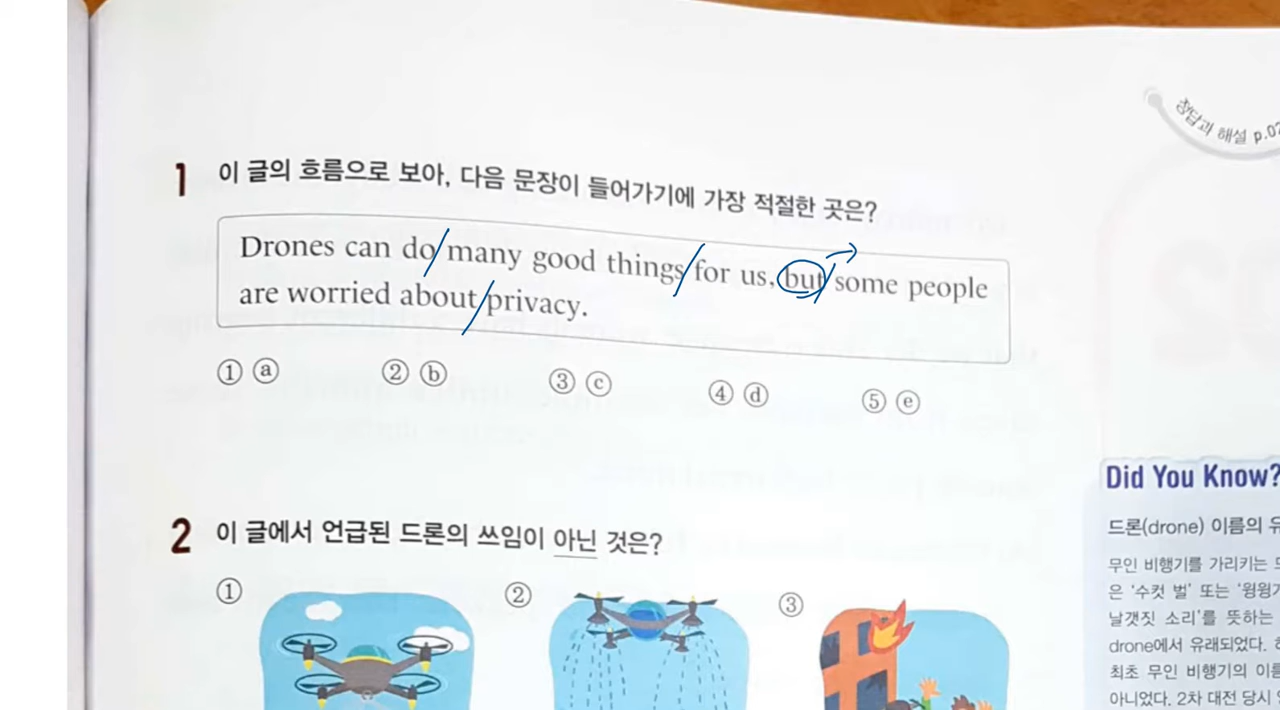 정답과 해설 p.02
1 이 글의 흐름으로 보아, 다음 문장이 들어가기에 가장 적절한 곳은?
Drones can do many good things for us, but some people
are worried about privacy.
① ⓐ ② ⓑ ③ ⓒ ④ ⓓ ⑤ ⓔ
2 이 글에서 언급된 드론의 쓰임이 아닌 것은?
① ② ③
Did You Know?
드론(drone) 이름의 유
무인 비행기를 가리키는
은 ‘수컷 벌’ 또는 ‘윙윙
날갯짓 소리’를 뜻하는
drone에서 유래되었다.
최초 무인 비행기의 이름
아니었다. 2차 대전 당시